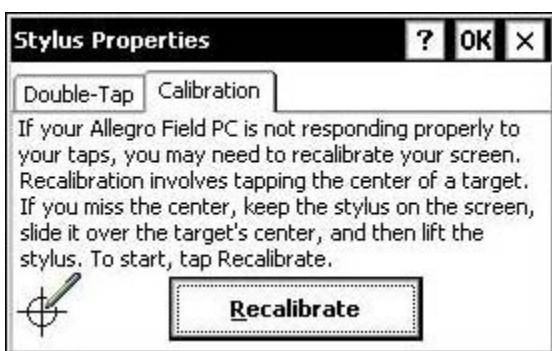 Stylus Properties ? OK ×
Double-Tap Calibration
If your Allegro Field PC is not responding properly to
your taps, you may need to recalibrate your screen.
Recalibration involves tapping the center of a target.
If you miss the center, keep the stylus on the screen,
slide it over the target's center, and then lift the
stylus. To start, tap Recalibrate.
Recalibrate